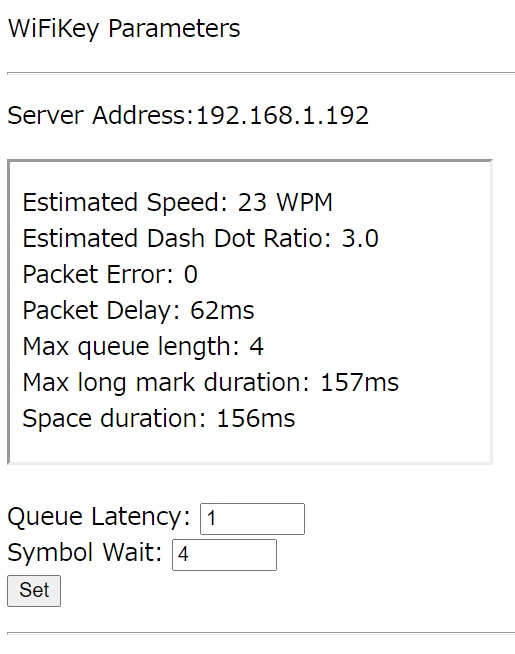 WiFiKey Parameters
Server Address:192.168.1.192
Estimated Speed: 23 WPM
Estimated Dash Dot Ratio: 3.0
Packet Error: 0
Packet Delay: 62ms
Max queue length: 4
Max long mark duration: 157ms
Space duration: 156ms
Queue Latency: 1
Symbol Wait: 4
Set